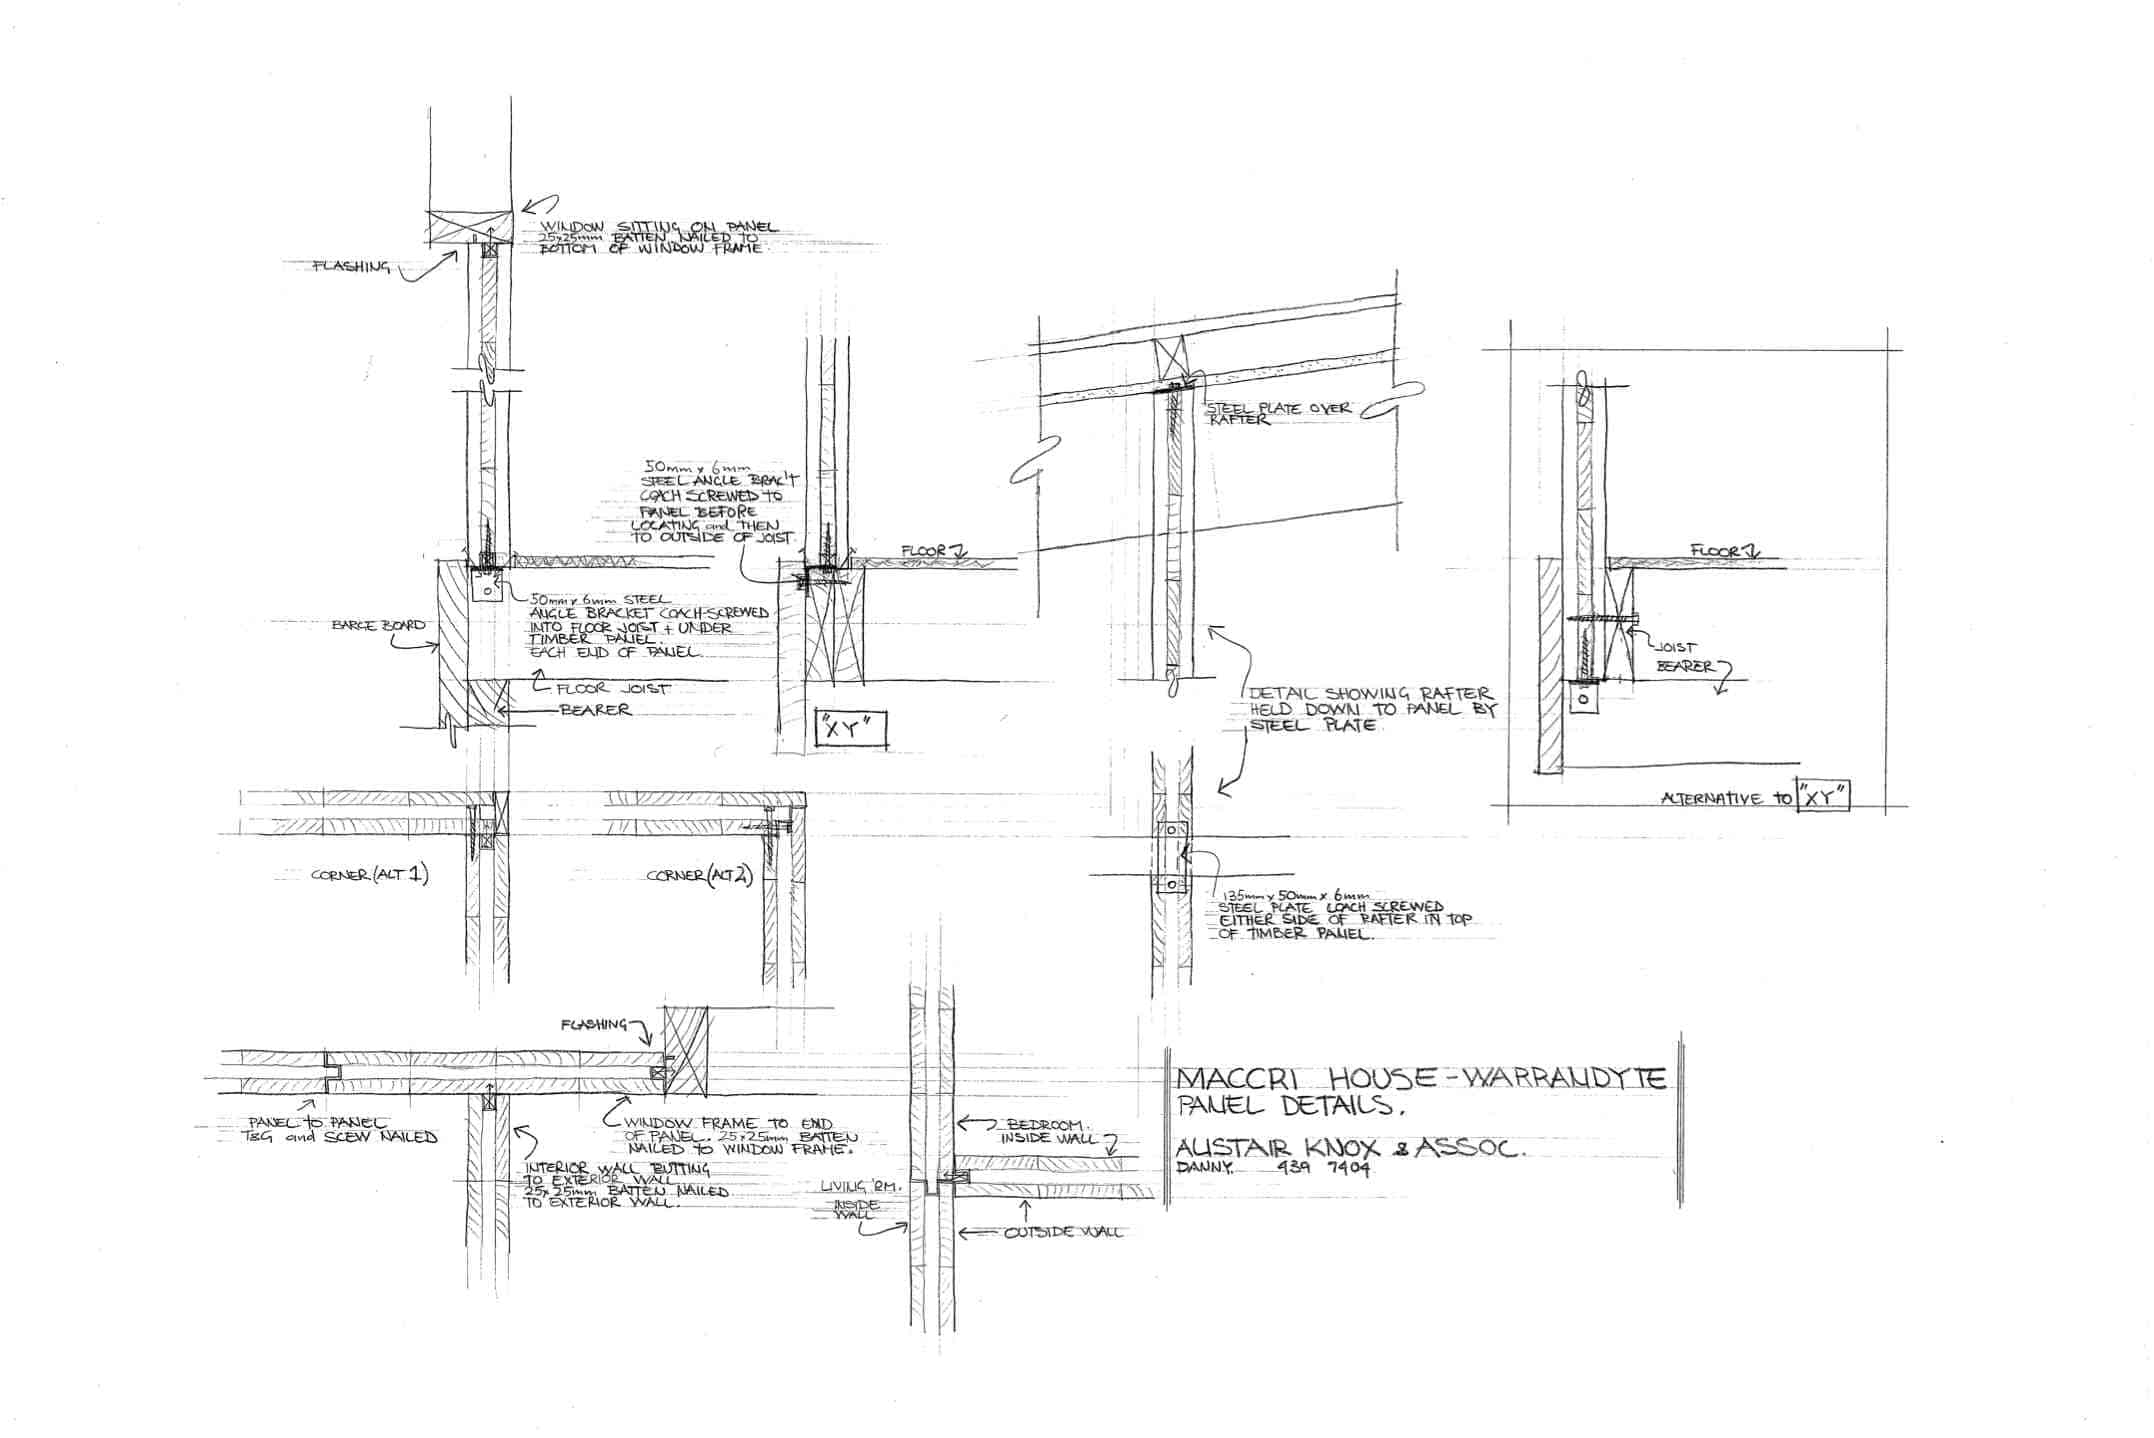 WINDOW SITTING ON PANEL
25x25mm BATTEN NAILED TO
BOTTOM OF WINDOW FRAME.
FLASHING
50mm x 6mm
STEEL ANGLE BRAC'T
COACH SCREWED TO
PANEL BEFORE
LOCATING and THEN
TO OUTSIDE OF JOIST.
FLOOR
STEEL PLATE OVER
RAFTER
FLOOR
50mm x 6mm STEEL
ANGLE BRACKET COACH-SCREWED
INTO FLOOR JOIST + UNDER
TIMBER PANEL.
EACH END OF PANEL.
BARGE BOARD
FLOOR JOIST
BEARER
"XY"
DETAIL SHOWING RAFTER
HELD DOWN TO PANEL BY
STEEL PLATE.
JOIST
BEARER
ALTERNATIVE TO "XY"
CORNER (ALT 1)
CORNER (ALT 2)
135mm x 50mm x 6mm
STEEL PLATE COACH SCREWED
EITHER SIDE OF RAFTER IN TOP
OF TIMBER PANEL.
FLASHING
PANEL to PANEL
T&G and SCEW NAILED
WINDOW FRAME TO END
OF PANEL. 25x25mm BATTEN
NAILED TO WINDOW FRAME.
INTERIOR WALL BUTTING
TO EXTERIOR WALL
25x25mm BATTEN NAILED
TO EXTERIOR WALL.
BEDROOM.
INSIDE WALL
LIVING RM.
INSIDE
WALL
OUTSIDE WALL
MACCRI HOUSE-WARRANDYTE
PANEL DETAILS.
ALISTAIR KNOX & ASSOC.
DANNY. 439 7404